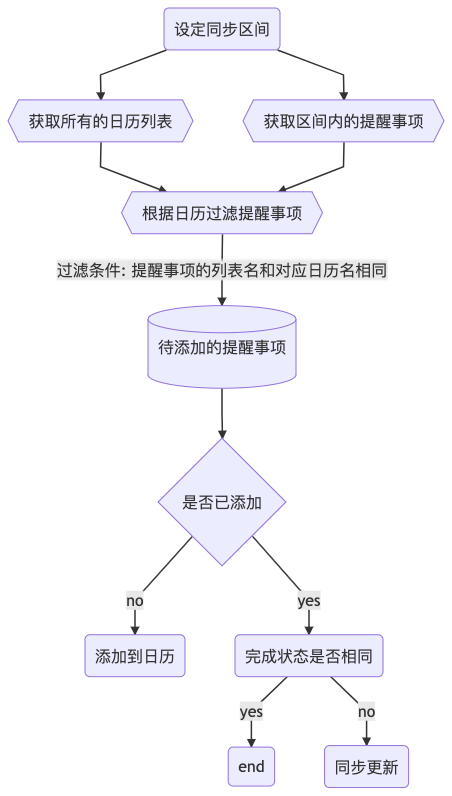 设定同步区间
获取所有的日历列表
获取区间内的提醒事项
根据日历过滤提醒事项
过滤条件: 提醒事项的列表名和对应日历名相同
待添加的提醒事项
是否已添加
no
yes
添加到日历
完成状态是否相同
yes
no
end
同步更新